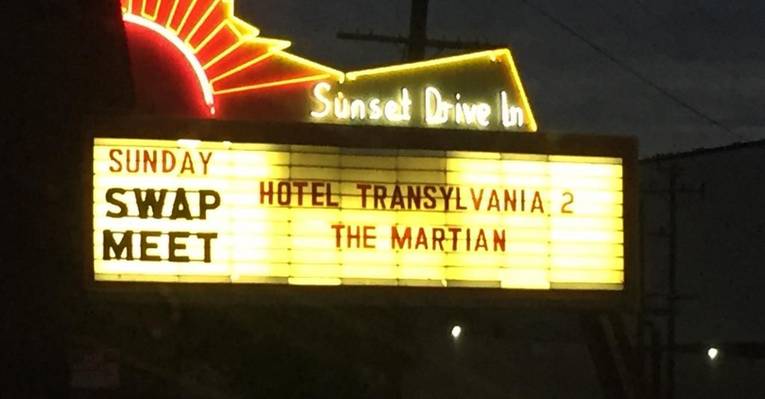 Sunset Drive In
SUNDAY
SWAP
MEET
HOTEL TRANSYLVANIA 2
THE MARTIAN